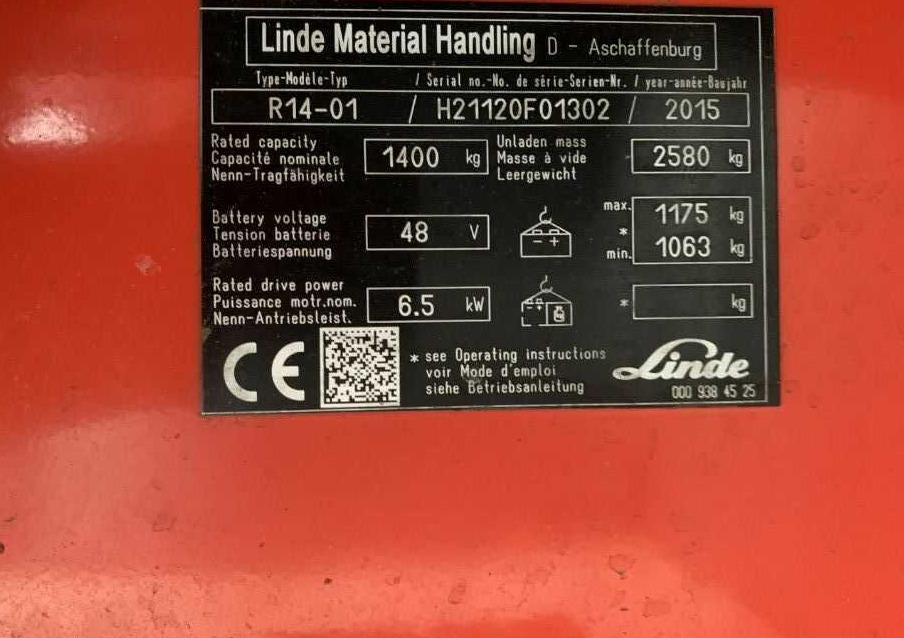 Linde Material Handling D - Aschaffenburg
Type-Modèle-Typ / Serial no.-No. de série-Serien-Nr. / year-année-Baujahr
R14-01 / H21120F01302 / 2015
Rated capacity
Capacité nominale
Nenn-Tragfähigkeit
1400 kg
Unladen mass
Masse à vide
Leergewicht
2580 kg
Battery voltage
Tension batterie
Batteriespannung
48 V
- +
max. 1175 kg
*
min. 1063 kg
Rated drive power
Puissance motr.nom.
Nenn-Antriebsleist.
6.5 kW
- +
kg
* kg
CE
* see Operating instructions
voir Mode d'emploi
siehe Betriebsanleitung
Linde
000 938 45 25